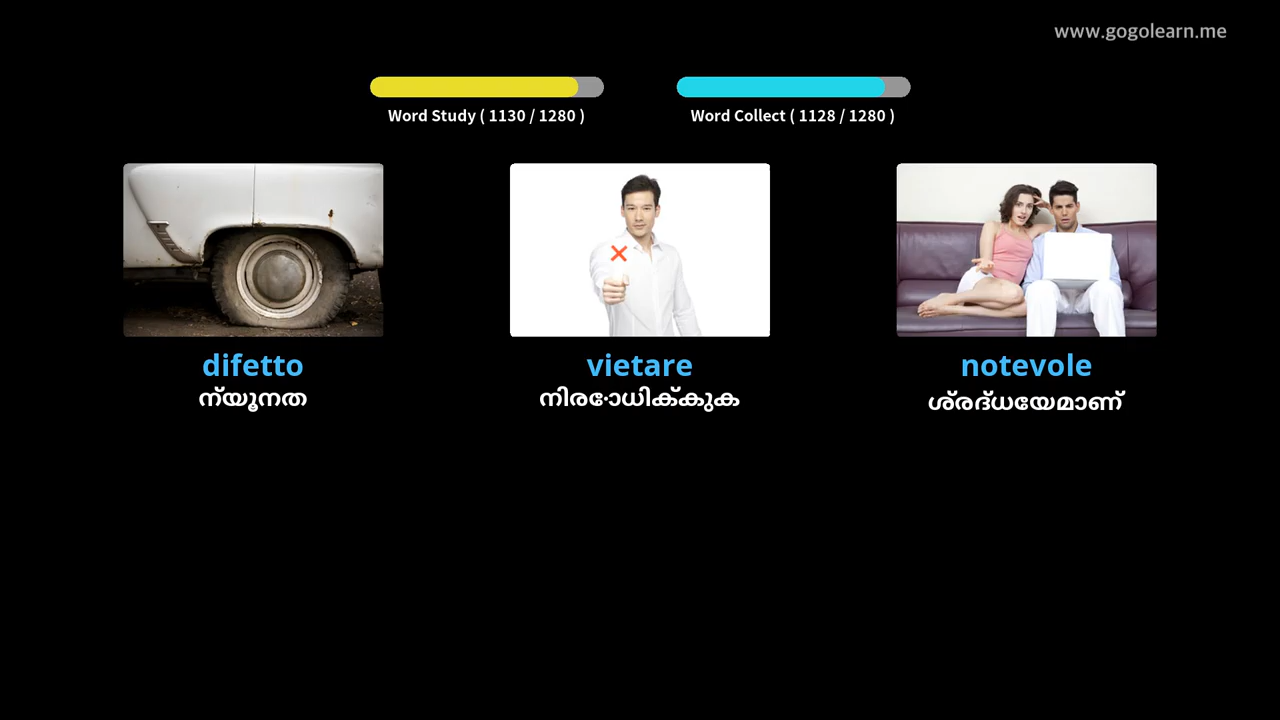 www.gogolearn.me
Word Study ( 1130 / 1280 )
Word Collect ( 1128 / 1280 )
difetto
vietare
notevole
ന്യൂനത
നിരോധിക്കുക
ശ്രദ്ധേയമാണ്